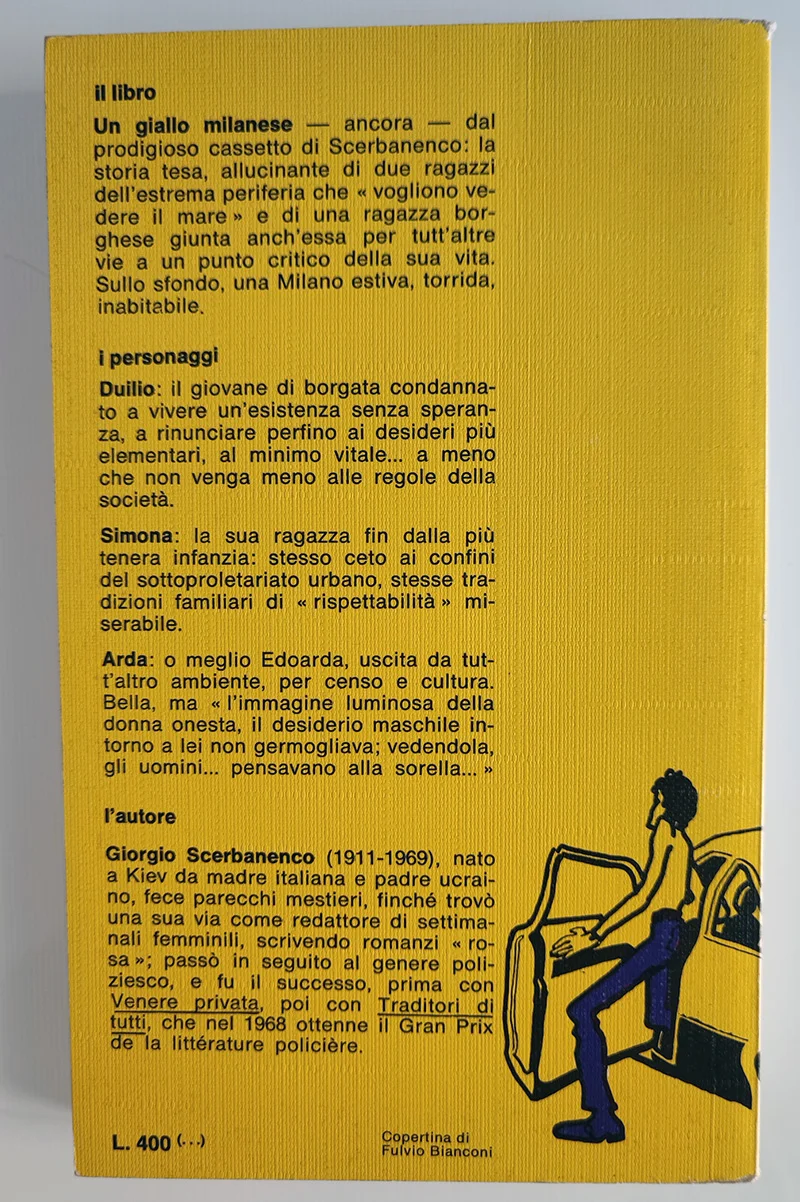 il libro
Un giallo milanese — ancora — dal
prodigioso cassetto di Scerbanenco: la
storia tesa, allucinante di due ragazzi
dell'estrema periferia che « vogliono ve-
dere il mare » e di una ragazza bor-
ghese giunta anch'essa per tutt'altre
vie a un punto critico della sua vita.
Sullo sfondo, una Milano estiva, torrida,
inabitabile.
i personaggi
Duilio: il giovane di borgata condanna-
to a vivere un'esistenza senza speran-
za, a rinunciare perfino ai desideri più
elementari, al minimo vitale... a meno
che non venga meno alle regole della
società.
Simona: la sua ragazza fin dalla più
tenera infanzia: stesso ceto ai confini
del sottoproletariato urbano, stesse tra-
dizioni familiari di « rispettabilità » mi-
serabile.
Arda: o meglio Edoarda, uscita da tut-
t'altro ambiente, per censo e cultura.
Bella, ma « l'immagine luminosa della
donna onesta, il desiderio maschile in-
torno a lei non germogliava; vedendola,
gli uomini... pensavano alla sorella... »
l'autore
Giorgio Scerbanenco (1911-1969), nato
a Kiev da madre italiana e padre ucrai-
no, fece parecchi mestieri, finché trovò
una sua via come redattore di settima-
nali femminili, scrivendo romanzi « ro-
sa »; passò in seguito al genere poli-
ziesco, e fu il successo, prima con
Venere privata, poi con Traditori di
tutti, che nel 1968 ottenne il Gran Prix
de la littérature policière.
L. 400 (...)
Copertina di
Fulvio Bianconi